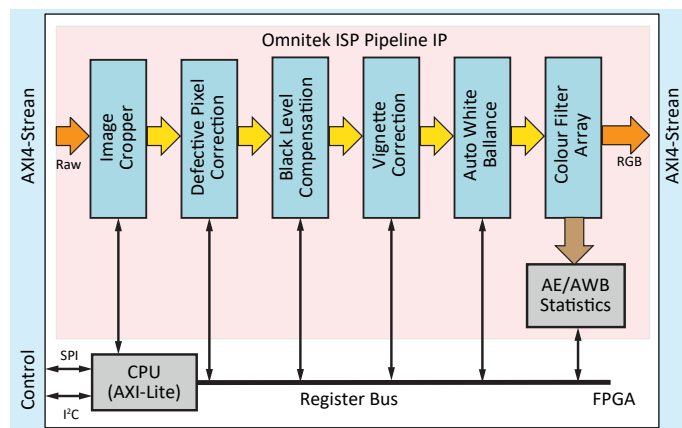 Omnitek ISP Pipeline IP
AXI4-Strean
Raw
Image
Cropper
Defective Pixel
Correction
Black Level
Compensation
Vignette
Correction
Auto White
Ballance
Colour Filter
Array
RGB
AXI4-Stream
AE/AWB
Statistics
Control
SPI
I²C
CPU
(AXI-Lite)
Register Bus
FPGA